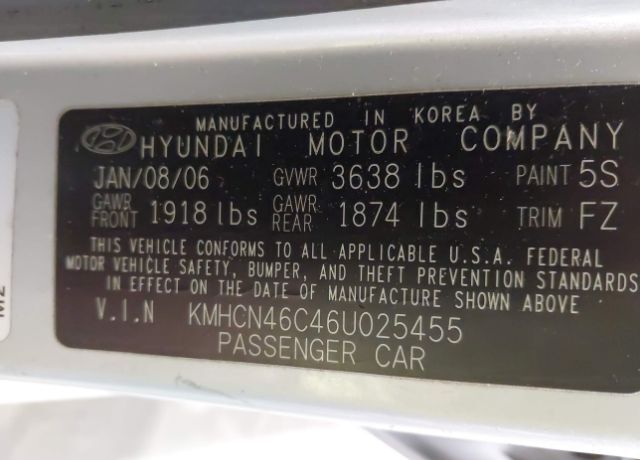 MANUFACTURED IN KOREA BY
HYUNDAI MOTOR COMPANY
JAN/08/06 GVWR 3638 lbs PAINT 5S
GAWR FRONT 1918 lbs GAWR REAR 1874 lbs TRIM FZ
THIS VEHICLE CONFORMS TO ALL APPLICABLE U.S.A. FEDERAL
MOTOR VEHICLE SAFETY, BUMPER, AND THEFT PREVENTION STANDARDS
IN EFFECT ON THE DATE OF MANUFACTURE SHOWN ABOVE
V.I.N KMHCN46C46U025455
PASSENGER CAR